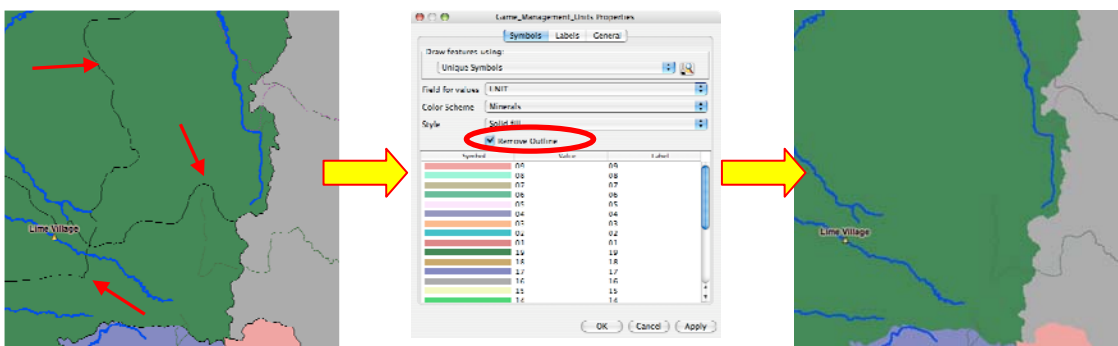 Lime Village
Game_Management_Units Properties
Symbols Labels General
Draw features using:
Unique Symbols
Field for values UNIT
Color Scheme Minerals
Style Solid fill
Remove Outline
Symbol Value Label
09 09
08 08
07 07
06 06
05 05
04 04
03 03
02 02
01 01
19 19
18 18
17 17
16 16
15 15
14 14
OK Cancel Apply
Lime Village